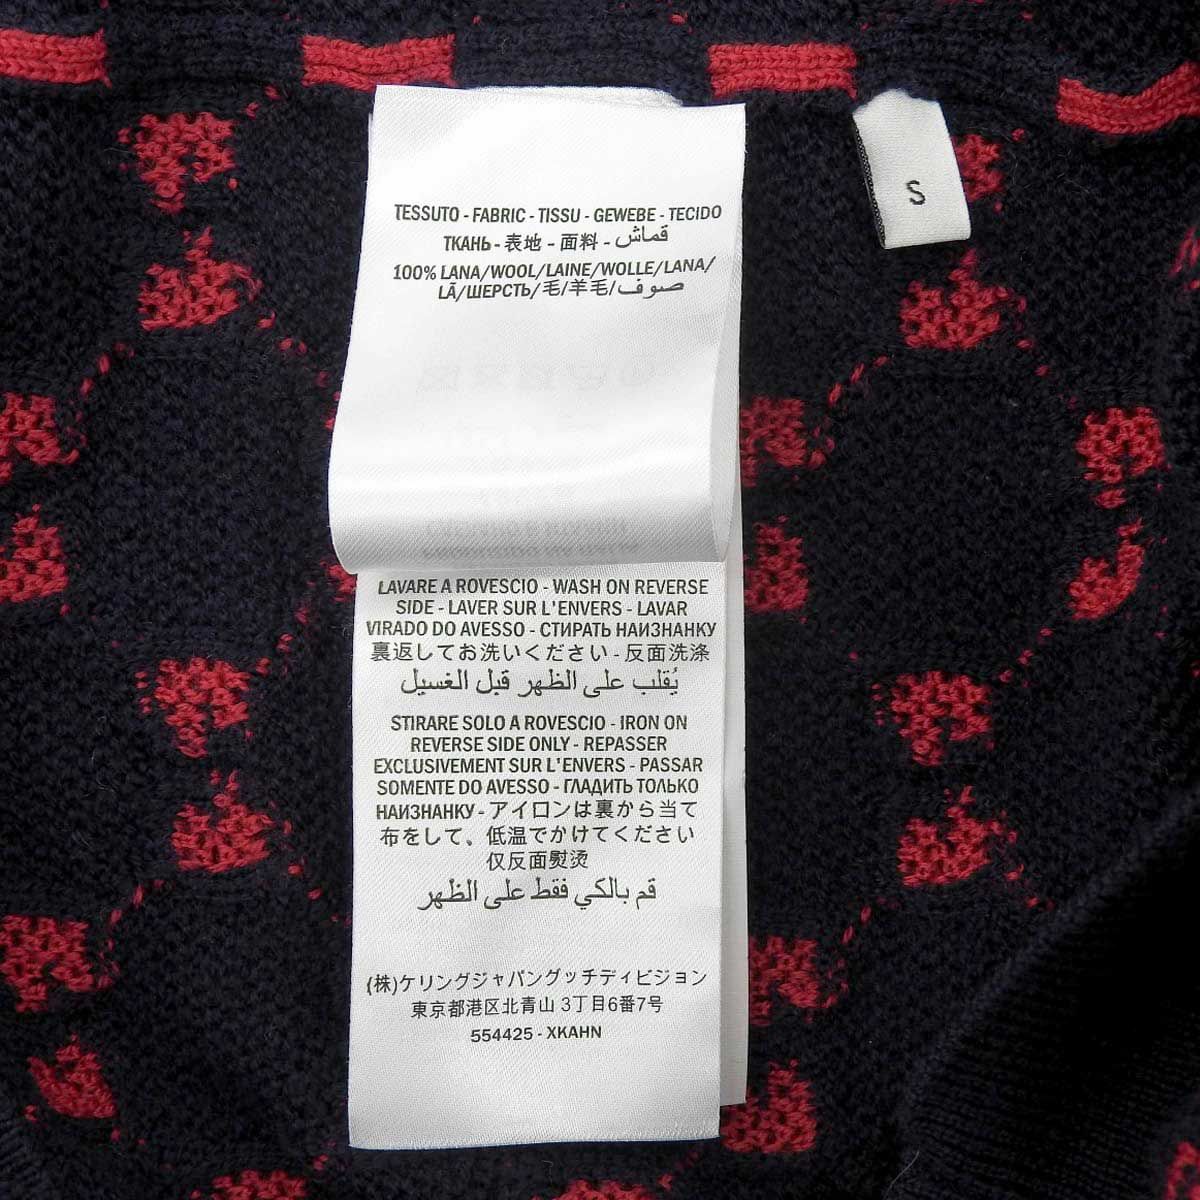 TESSUTO - FABRIC - TISSU - GEWEBE - TECIDO
ТКАНЬ - 表地 - 面料 - قماش
100% LANA/WOOL/LAINE/WOLLE/LANA/
LÃ/ШЕРСТЬ/毛/羊毛/صوف
S
LAVARE A ROVESCIO - WASH ON REVERSE
SIDE - LAVER SUR L'ENVERS - LAVAR
VIRADO DO AVESSO - СТИРАТЬ НАИЗНАНКУ
裏返してお洗いください - 反面洗涤
يُقلب على الظهر قبل الغسيل
STIRARE SOLO A ROVESCIO - IRON ON
REVERSE SIDE ONLY - REPASSER
EXCLUSIVEMENT SUR L'ENVERS - PASSAR
SOMENTE DO AVESSO - ГЛАДИТЬ ТОЛЬКО
НАИЗНАНКУ - アイロンは裏から当て
布をして、低温でかけてください
仅反面熨烫
قم بالكي فقط على الظهر
(株)ケリングジャパングッチディビジョン
東京都港区北青山 3丁目6番7号
554425 - XKAHN